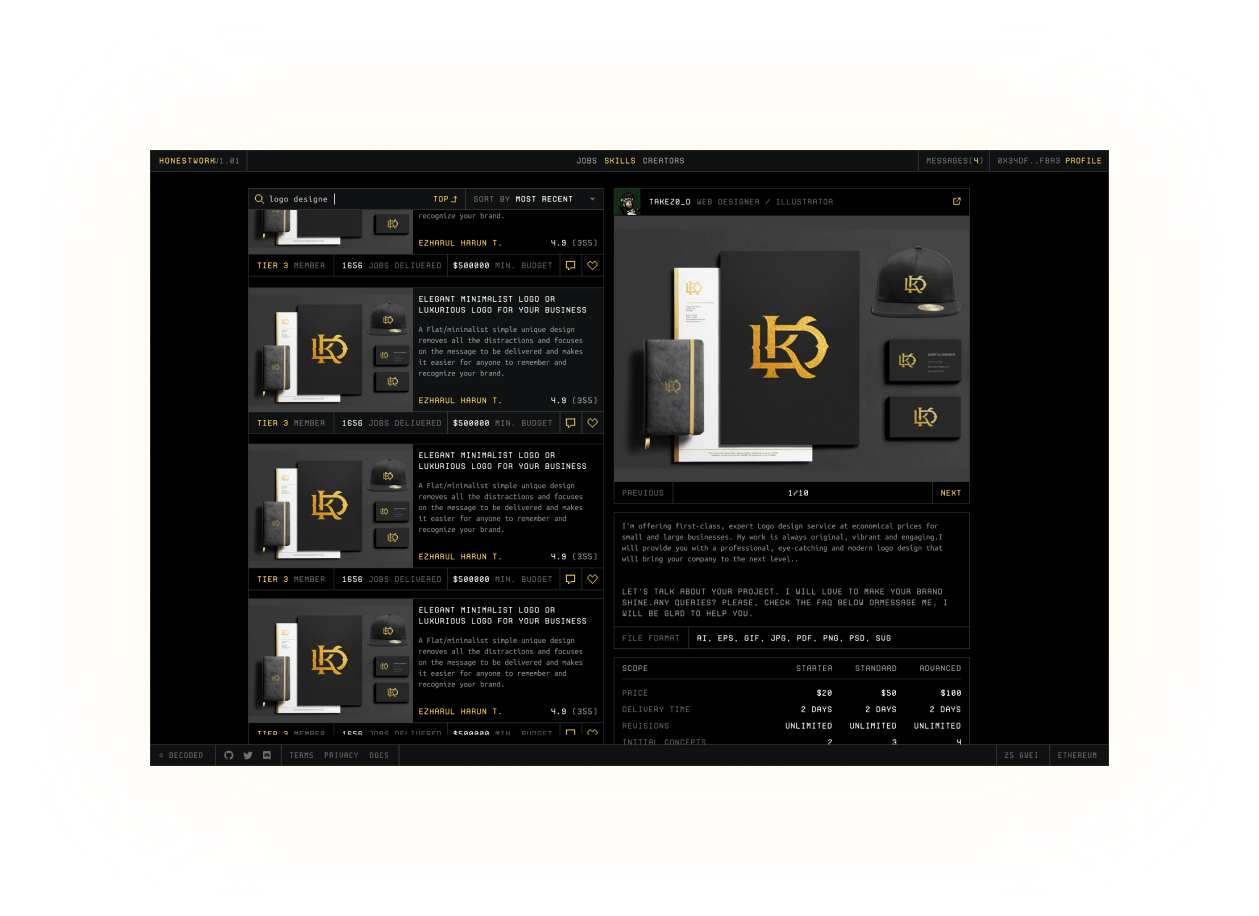 HONESTWORK V1.01
JOBS SKILLS CREATORS
MESSAGES(4)
0X34DF..FBA3 PROFILE
logo designe
TOP
SORT BY MOST RECENT
recognize your brand.
EZHARUL HARUN T.
4.9 (355)
TIER 3 MEMBER
1656 JOBS DELIVERED
$500000 MIN. BUDGET
ELEGANT MINIMALIST LOGO OR
LUXURIOUS LOGO FOR YOUR BUSINESS
A Flat/minimalist simple unique design
removes all the distractions and focuses
on the message to be delivered and makes
it easier for anyone to remember and
recognize your brand.
EZHARUL HARUN T.
4.9 (355)
TIER 3 MEMBER
1656 JOBS DELIVERED
$500000 MIN. BUDGET
ELEGANT MINIMALIST LOGO OR
LUXURIOUS LOGO FOR YOUR BUSINESS
A Flat/minimalist simple unique design
removes all the distractions and focuses
on the message to be delivered and makes
it easier for anyone to remember and
recognize your brand.
EZHARUL HARUN T.
4.9 (355)
TIER 3 MEMBER
1656 JOBS DELIVERED
$500000 MIN. BUDGET
ELEGANT MINIMALIST LOGO OR
LUXURIOUS LOGO FOR YOUR BUSINESS
A Flat/minimalist simple unique design
removes all the distractions and focuses
on the message to be delivered and makes
it easier for anyone to remember and
recognize your brand.
EZHARUL HARUN T.
4.9 (355)
TIER 3 MEMBER
1656 JOBS DELIVERED
$500000 MIN. BUDGET
TAKEZ0_O WEB DESIGNER / ILLUSTRATOR
PREVIOUS
1/10
NEXT
I'm offering first-class, expert Logo design service at economical prices for
small and large businesses. My work is always original, vibrant and engaging.I
will provide you with a professional, eye-catching and modern logo design that
will bring your company to the next level..
LET'S TALK ABOUT YOUR PROJECT. I WILL LOVE TO MAKE YOUR BRAND
SHINE.ANY QUERIES? PLEASE, CHECK THE FAQ BELOW ORMESSAGE ME, I
WILL BE GLAD TO HELP YOU.
FILE FORMAT
AI, EPS, GIF, JPG, PDF, PNG, PSD, SVG
SCOPE STARTER STANDARD ADVANCED
PRICE $20 $50 $100
DELIVERY TIME 2 DAYS 2 DAYS 2 DAYS
REVISIONS UNLIMITED UNLIMITED UNLIMITED
INITIAL CONCEPTS 2 3 4
© DECODED
TERMS PRIVACY DOCS
25 GWEI
ETHEREUM